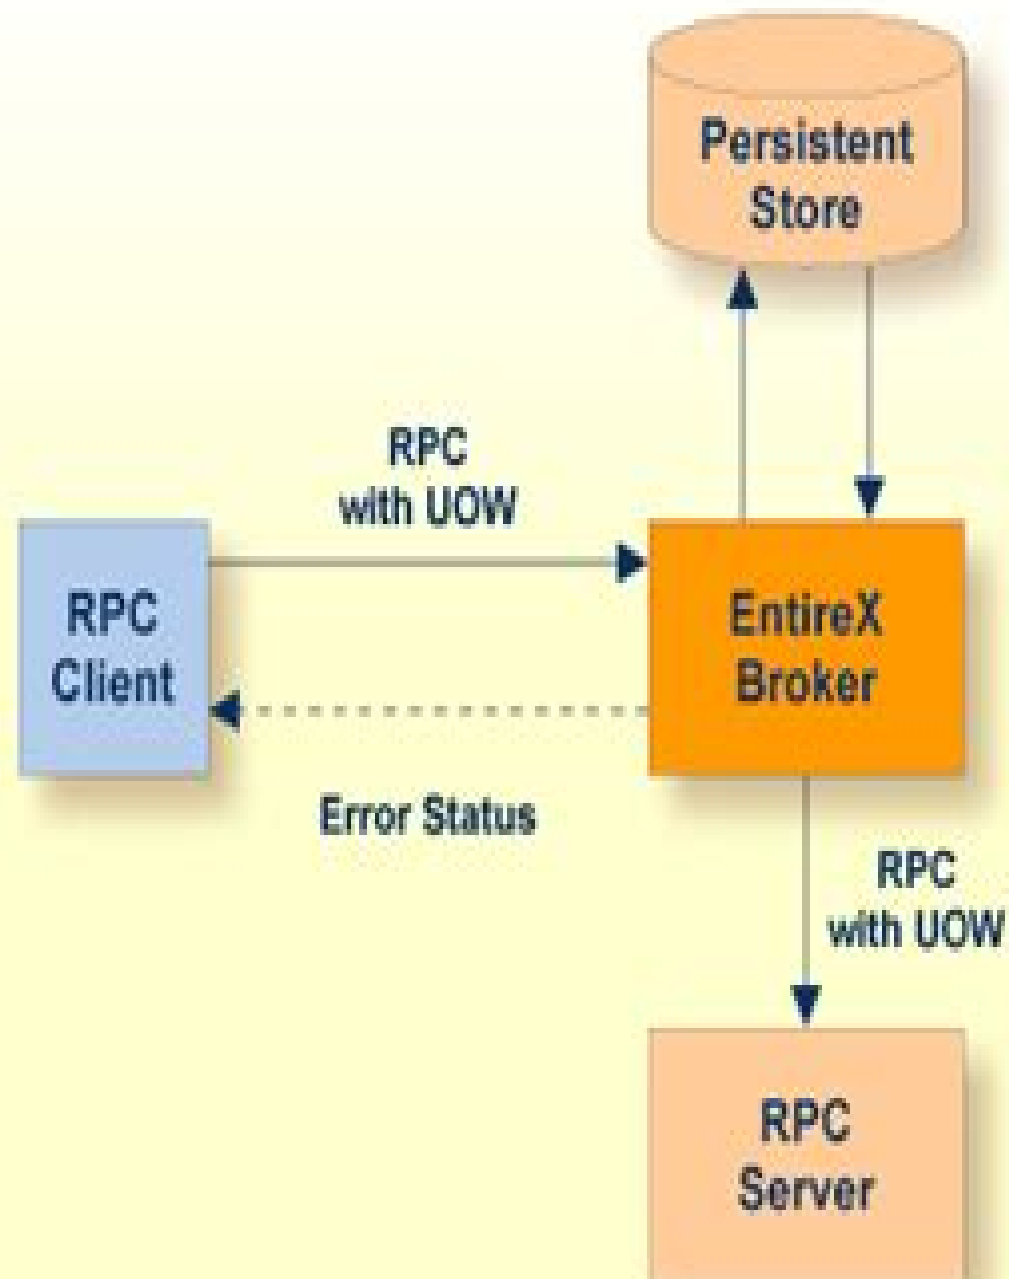 Persistent
Store
RPC
with UOW
RPC
Client
EntireX
Broker
Error Status
RPC
with UOW
RPC
Server